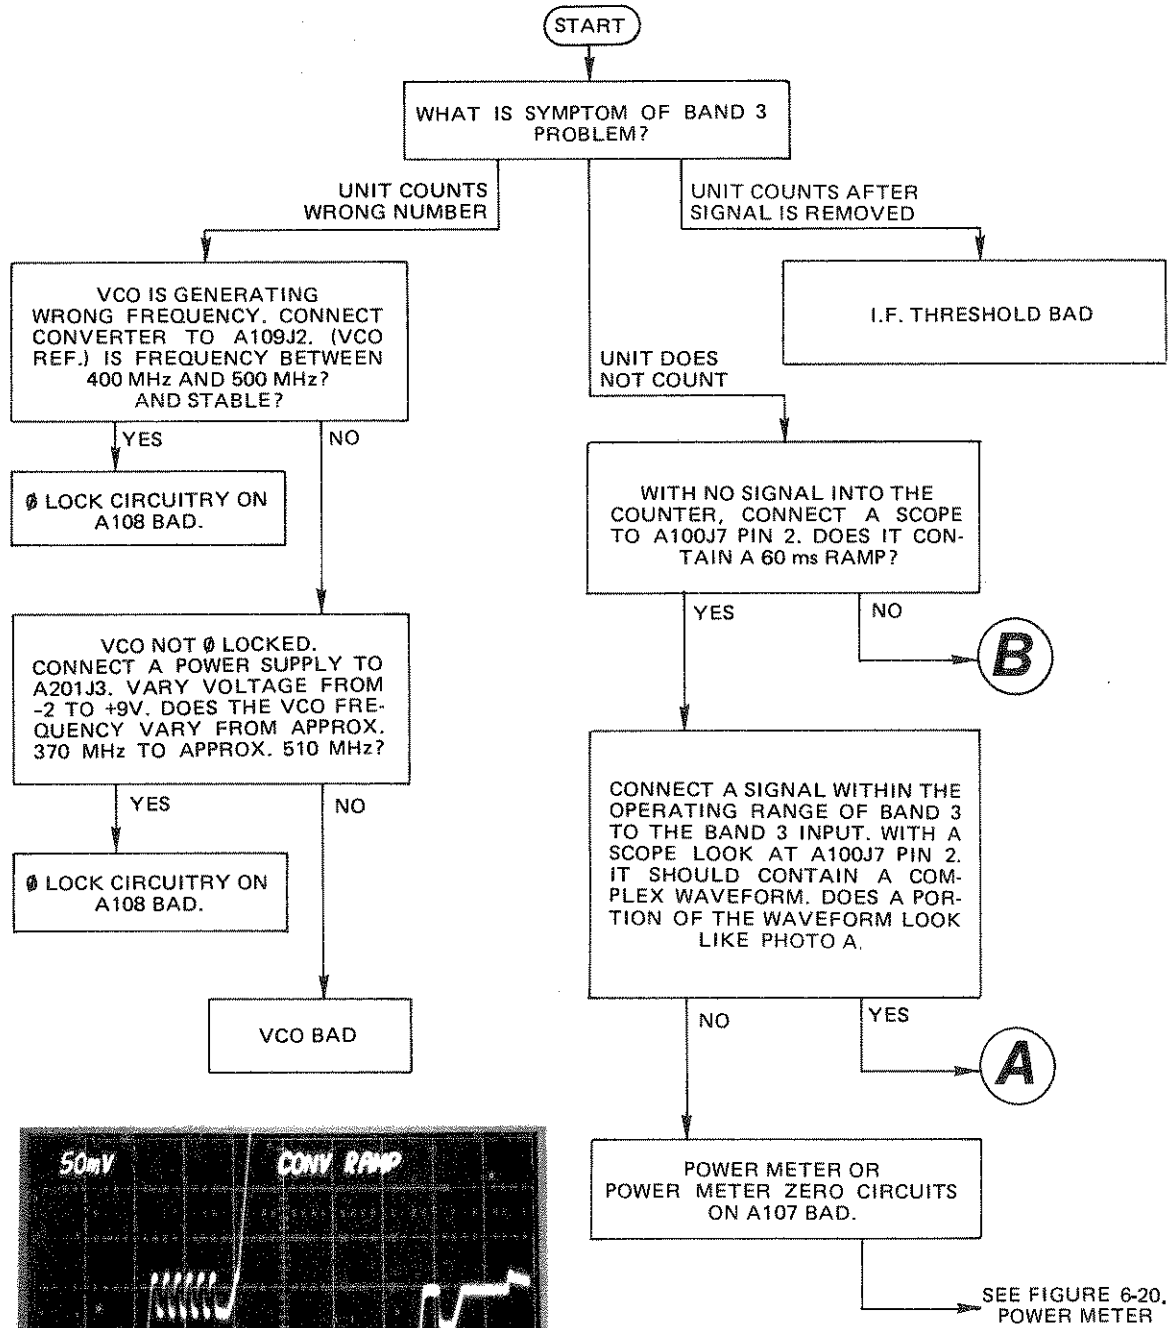 START
WHAT IS SYMPTOM OF BAND 3
PROBLEM?
UNIT COUNTS
WRONG NUMBER
UNIT COUNTS AFTER
SIGNAL IS REMOVED
VCO IS GENERATING
WRONG FREQUENCY. CONNECT
CONVERTER TO A109J2. (VCO
REF.) IS FREQUENCY BETWEEN
400 MHz AND 500 MHz?
AND STABLE?
I.F. THRESHOLD BAD
UNIT DOES
NOT COUNT
YES
NO
Ø LOCK CIRCUITRY ON
A108 BAD.
WITH NO SIGNAL INTO THE
COUNTER, CONNECT A SCOPE
TO A100J7 PIN 2. DOES IT CON-
TAIN A 60 ms RAMP?
YES
NO
B
VCO NOT Ø LOCKED.
CONNECT A POWER SUPPLY TO
A201J3. VARY VOLTAGE FROM
-2 TO +9V. DOES THE VCO FRE-
QUENCY VARY FROM APPROX.
370 MHz TO APPROX. 510 MHz?
YES
NO
Ø LOCK CIRCUITRY ON
A108 BAD.
VCO BAD
CONNECT A SIGNAL WITHIN THE
OPERATING RANGE OF BAND 3
TO THE BAND 3 INPUT. WITH A
SCOPE LOOK AT A100J7 PIN 2.
IT SHOULD CONTAIN A COM-
PLEX WAVEFORM. DOES A POR-
TION OF THE WAVEFORM LOOK
LIKE PHOTO A.
NO
YES
A
POWER METER OR
POWER METER ZERO CIRCUITS
ON A107 BAD.
SEE FIGURE 6-20.
POWER METER
50mV
CONV RAMP